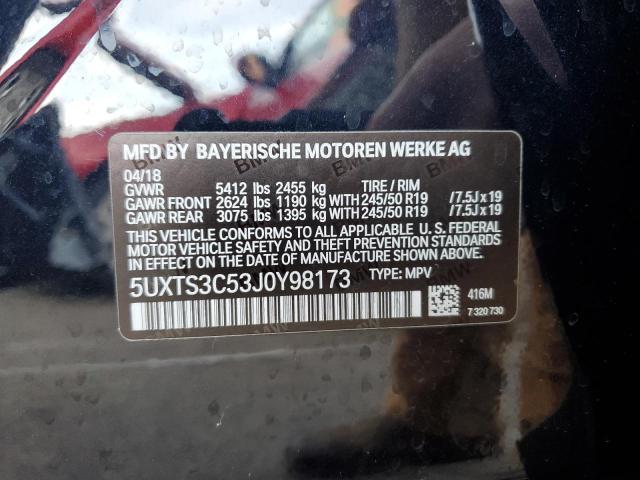 MFD BY BAYERISCHE MOTOREN WERKE AG
04/18
GVWR 5412 lbs 2455 kg TIRE / RIM
GAWR FRONT 2624 lbs 1190 kg WITH 245/50 R19 /7.5J x 19
GAWR REAR 3075 lbs 1395 kg WITH 245/50 R19 /7.5J x 19
THIS VEHICLE CONFORMS TO ALL APPLICABLE U. S. FEDERAL
MOTOR VEHICLE SAFETY AND THEFT PREVENTION STANDARDS IN
EFFECT ON THE DATE OF MANUFACTURE SHOWN ABOVE.
5UXTS3C53J0Y98173 TYPE: MPV
416M
7 320 730